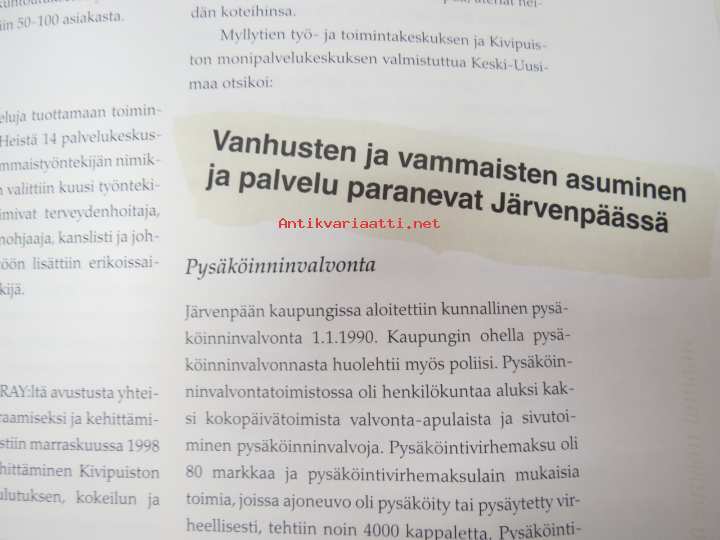 iin 50-100 asiakasta.
eluja tuottamaan toimin-
Heistä 14 palvelukeskus-
mmaistyöntekijän nimik-
n valittiin kuusi työnteki-
imivat terveydenhoitaja,
nohjaaja, kanslisti ja joh-
töön lisättiin erikoissai-
kijä.
RAY:ltä avustusta yhtei-
raamiseksi ja kehittämi-
stiin marraskuussa 1998
hittäminen Kivipuiston
ulutuksen, kokeilun ja
dän koteihinsa.
Myllytien työ- ja toimintakeskuksen ja Kivipuis-
ton monipalvelukeskuksen valmistuttua Keski-Uusi-
maa otsikoi:
Vanhusten ja vammaisten asuminen
ja palvelu paranevat Järvenpäässä
Antikvariaatti.net
Pysäköinninvalvonta
Järvenpään kaupungissa aloitettiin kunnallinen pysä-
köinninvalvonta 1.1.1990. Kaupungin ohella pysä-
köinninvalvonnasta huolehtii myös poliisi. Pysäköin-
ninvalvontatoimistossa oli henkilökuntaa aluksi kak-
si kokopäivätoimista valvonta-apulaista ja sivutoi-
minen pysäköinninvalvoja. Pysäköintivirhemaksu oli
80 markkaa ja pysäköintivirhemaksulain mukaisia
toimia, joissa ajoneuvo oli pysäköity tai pysäytetty vir-
heellisesti, tehtiin noin 4000 kappaletta. Pysäköinti-